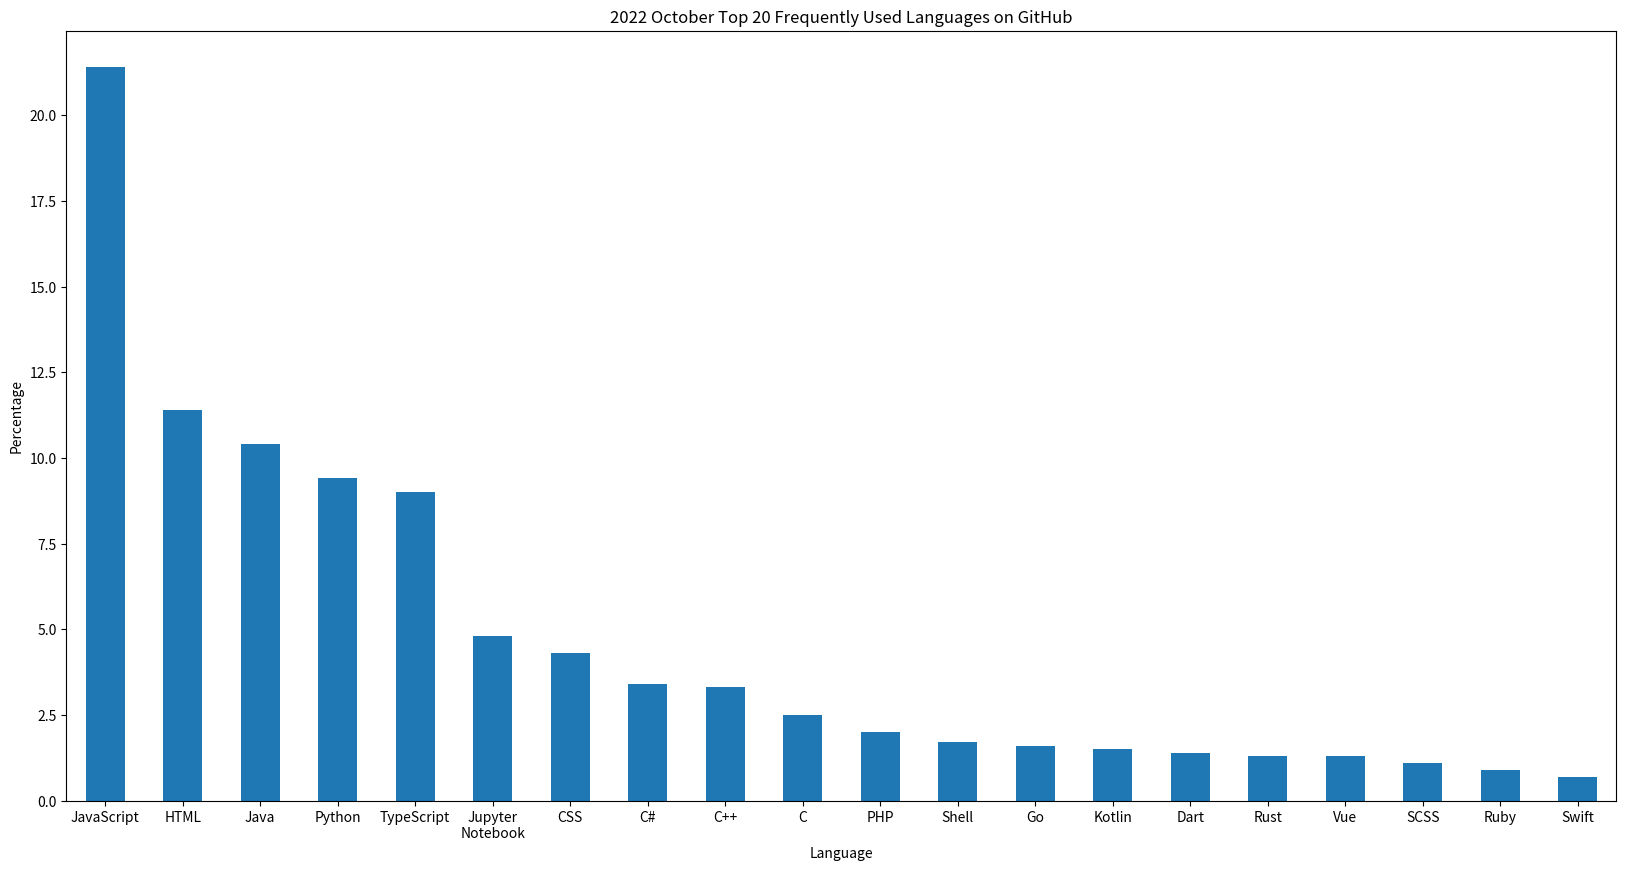 2022 October Top 20 Frequently Used Languages on GitHub
Percentage
20.0
17.5
15.0
12.5
10.0
7.5
5.0
2.5
0.0
JavaScript
HTML
Java
Python
TypeScript
Jupyter
Notebook
CSS
C#
C++
C
PHP
Shell
Go
Kotlin
Dart
Rust
Vue
SCSS
Ruby
Swift
Language